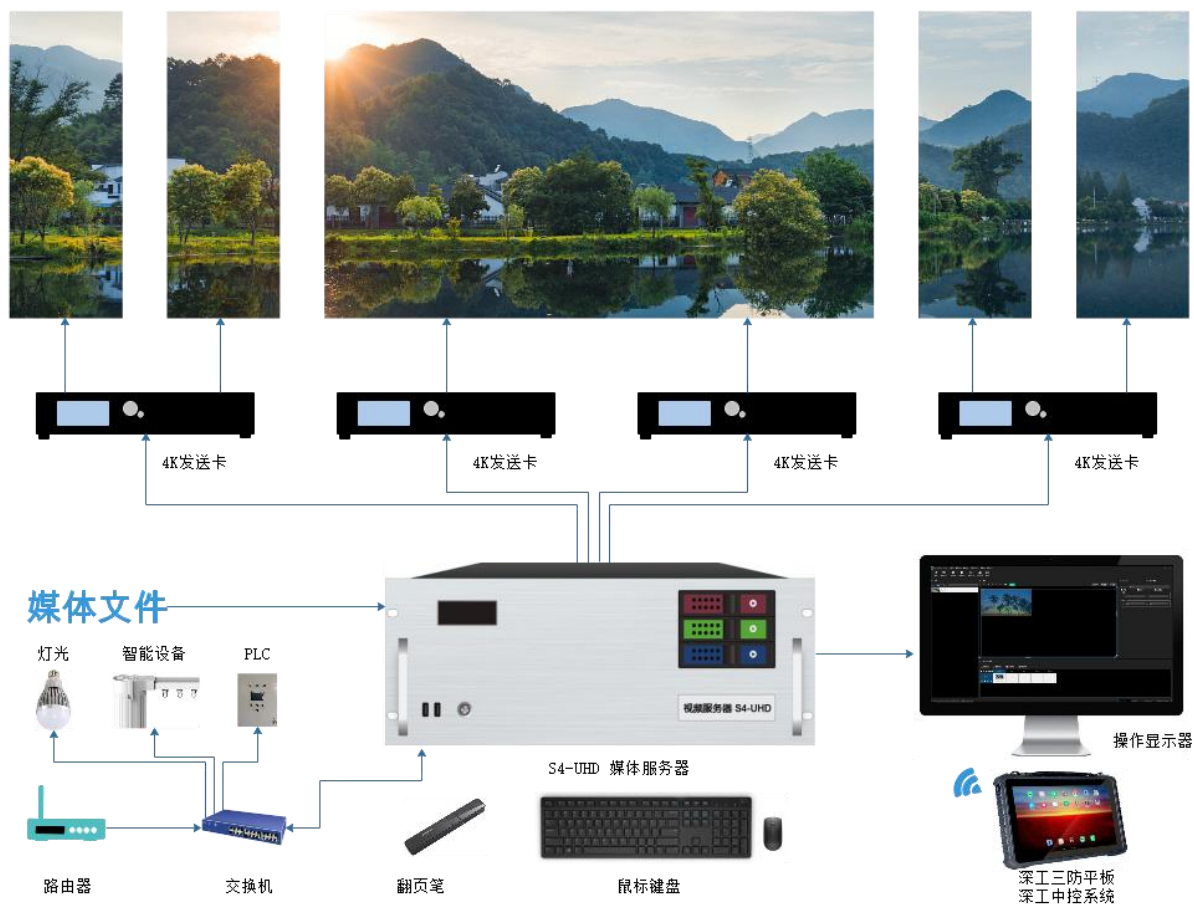 4K发送卡
4K发送卡
4K发送卡
4K发送卡
媒体文件
灯光
智能设备
PLC
视频服务器 S4-UHD
S4-UHD 媒体服务器
操作显示器
路由器
交换机
翻页笔
鼠标键盘
深工三防平板
深工中控系统